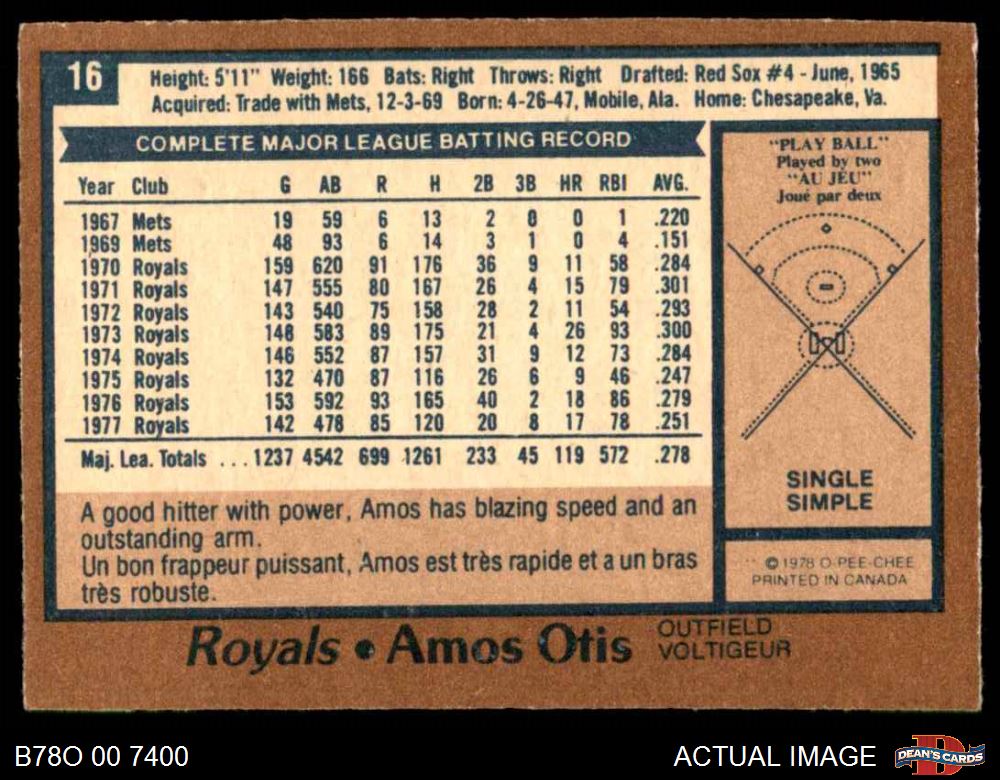 16
Height: 5'11" Weight: 166 Bats: Right Throws: Right Drafted: Red Sox #4 - June, 1965
Acquired: Trade with Mets, 12-3-69 Born: 4-26-47, Mobile, Ala. Home: Chesapeake, Va.
COMPLETE MAJOR LEAGUE BATTING RECORD
Year Club G AB R H 2B 3B HR RBI AVG.
1967 Mets 19 59 6 13 2 0 0 1 .220
1969 Mets 48 93 6 14 3 1 0 4 .151
1970 Royals 159 620 91 176 36 9 11 58 .284
1971 Royals 147 555 80 167 26 4 15 79 .301
1972 Royals 143 540 75 158 28 2 11 54 .293
1973 Royals 148 583 89 175 21 4 26 93 .300
1974 Royals 146 552 87 157 31 9 12 73 .284
1975 Royals 132 470 87 116 26 6 9 46 .247
1976 Royals 153 592 93 165 40 2 18 86 .279
1977 Royals 142 478 85 120 20 8 17 78 .251
Maj. Lea. Totals ... 1237 4542 699 1261 233 45 119 572 .278
A good hitter with power, Amos has blazing speed and an
outstanding arm.
Un bon frappeur puissant, Amos est très rapide et a un bras
très robuste.
"PLAY BALL"
Played by two
"AU JEU"
Joué par deux
SINGLE
SIMPLE
© 1978 O-PEE-CHEE
PRINTED IN CANADA
Royals • Amos Otis OUTFIELD
VOLTIGEUR
B78O 00 7400
ACTUAL IMAGE
DEAN'S CARDS